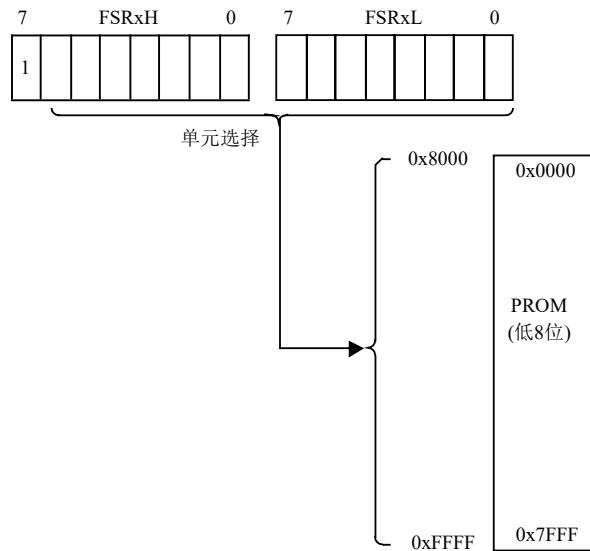 7 FSRxH 0 7 FSRxL 0
1
单元选择
0x8000 0x0000
PROM
(低8位)
0xFFFF 0x7FFF